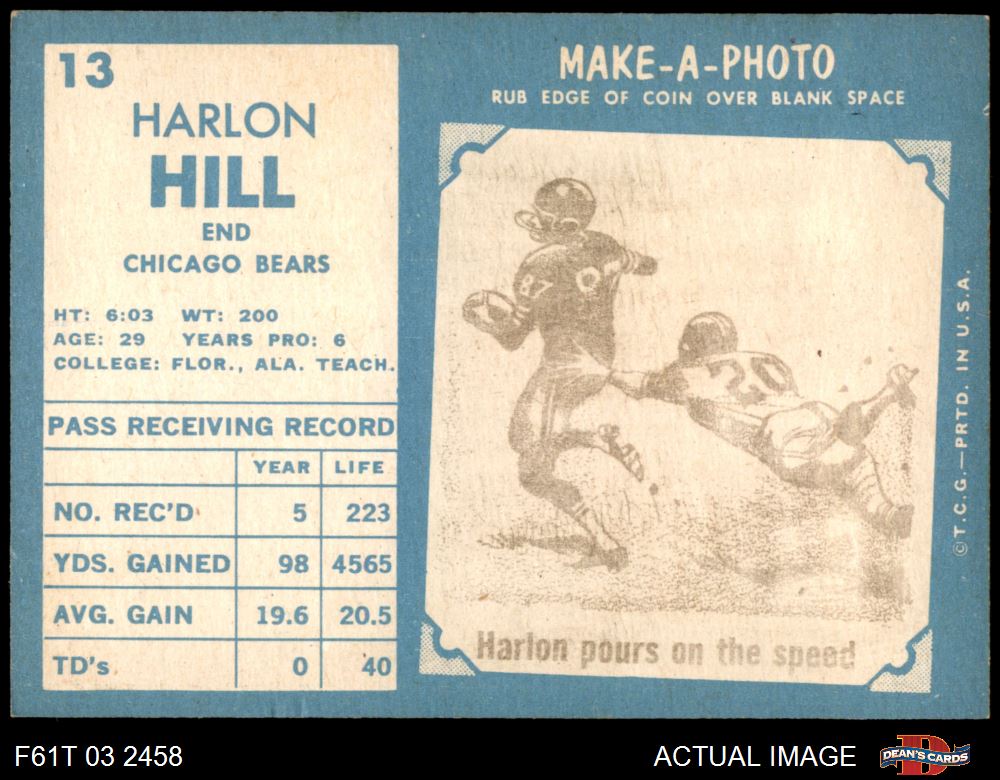 13
HARLON
HILL
END
CHICAGO BEARS
HT: 6:03 WT: 200
AGE: 29 YEARS PRO: 6
COLLEGE: FLOR., ALA. TEACH.
PASS RECEIVING RECORD
YEAR LIFE
NO. REC'D 5 223
YDS. GAINED 98 4565
AVG. GAIN 19.6 20.5
TD's 0 40
MAKE-A-PHOTO
RUB EDGE OF COIN OVER BLANK SPACE
87
20
Harlon pours on the speed
©T.C.G.—PRTD. IN U.S.A.
F61T 03 2458
ACTUAL IMAGE
DEAN'S CARDS